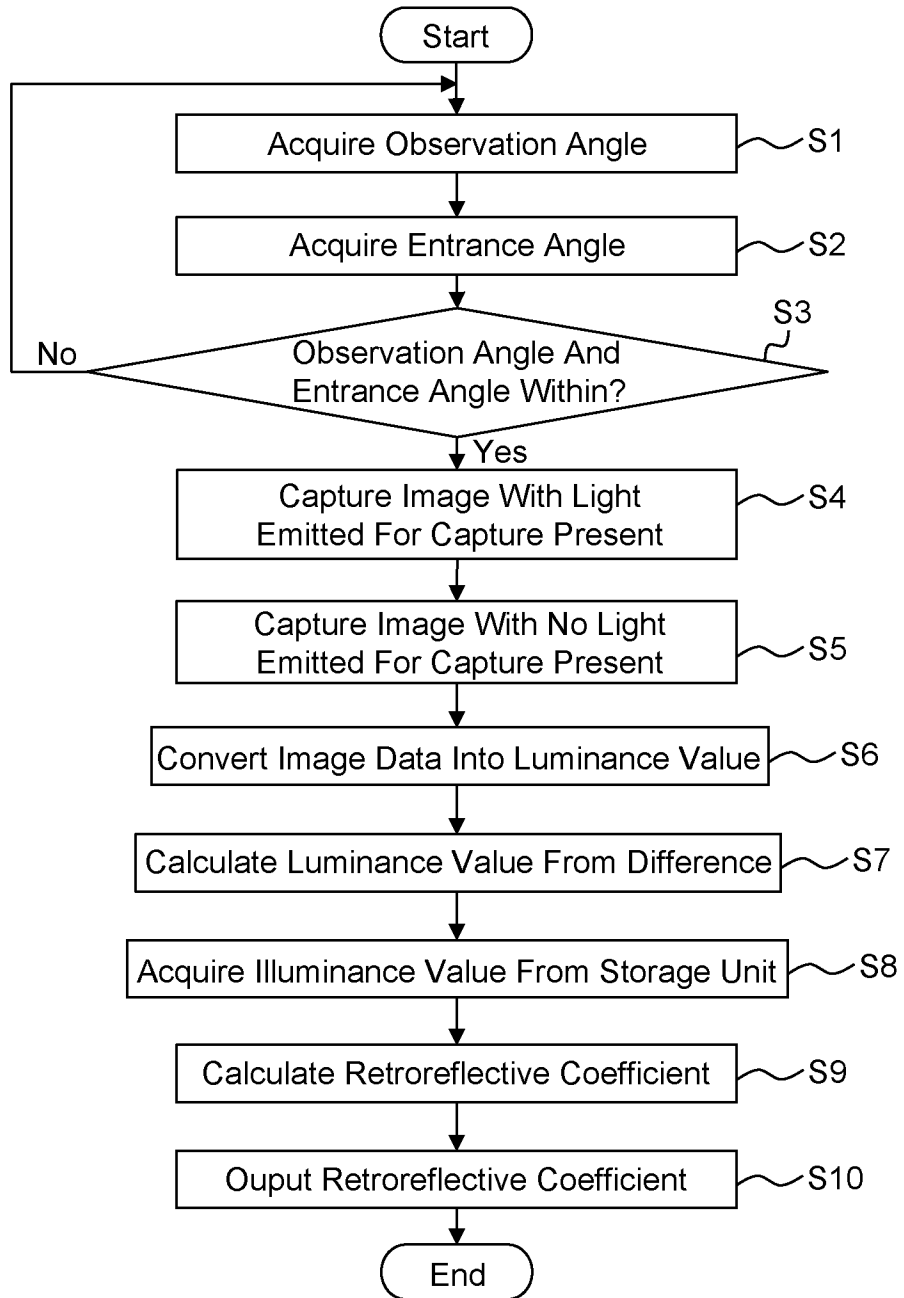 Start
Acquire Observation Angle
S1
Acquire Entrance Angle
S2
Observation Angle And
Entrance Angle Within?
S3
No
Yes
Capture Image With Light
Emitted For Capture Present
S4
Capture Image With No Light
Emitted For Capture Present
S5
Convert Image Data Into Luminance Value
S6
Calculate Luminance Value From Difference
S7
Acquire Illuminance Value From Storage Unit
S8
Calculate Retroreflective Coefficient
S9
Ouput Retroreflective Coefficient
S10
End